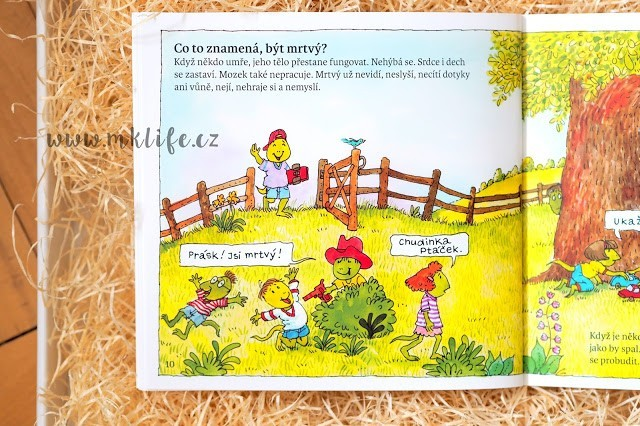 Co to znamená, být mrtvý?
Když někdo umře, jeho tělo přestane fungovat. Nehýbá se. Srdce i dech
se zastaví. Mozek také nepracuje. Mrtvý už nevidí, neslyší, necítí dotyky
ani vůně, nejí, nehraje si a nemyslí.
www.mklife.cz
Prásk! Jsi mrtvý!
Chudinka
Ptáček.
Ukaž
10
Když je něko
jako by spal.
se probudit.